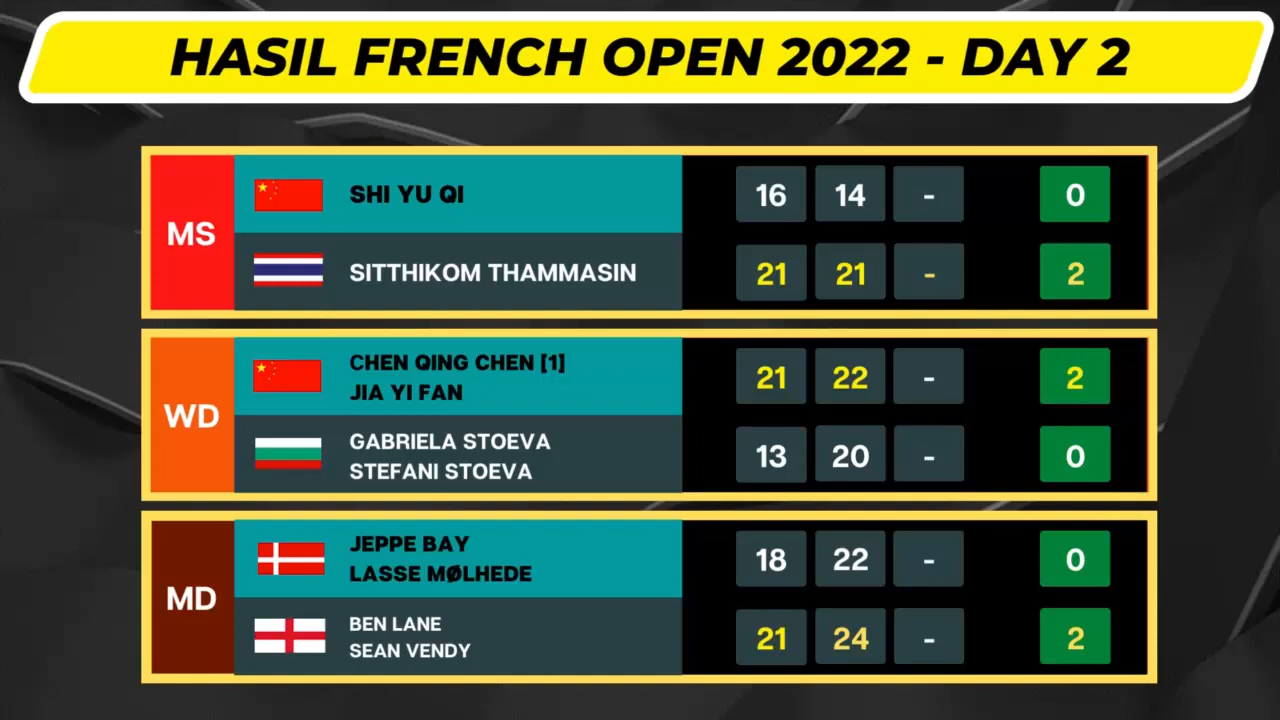 HASIL FRENCH OPEN 2022 - DAY 2
MS
SHI YU QI
16 14 - 0
SITTHIKOM THAMMASIN
21 21 - 2
WD
CHEN QING CHEN [1]
JIA YI FAN
21 22 - 2
GABRIELA STOEVA
STEFANI STOEVA
13 20 - 0
MD
JEPPE BAY
LASSE MØLHEDE
18 22 - 0
BEN LANE
SEAN VENDY
21 24 - 2